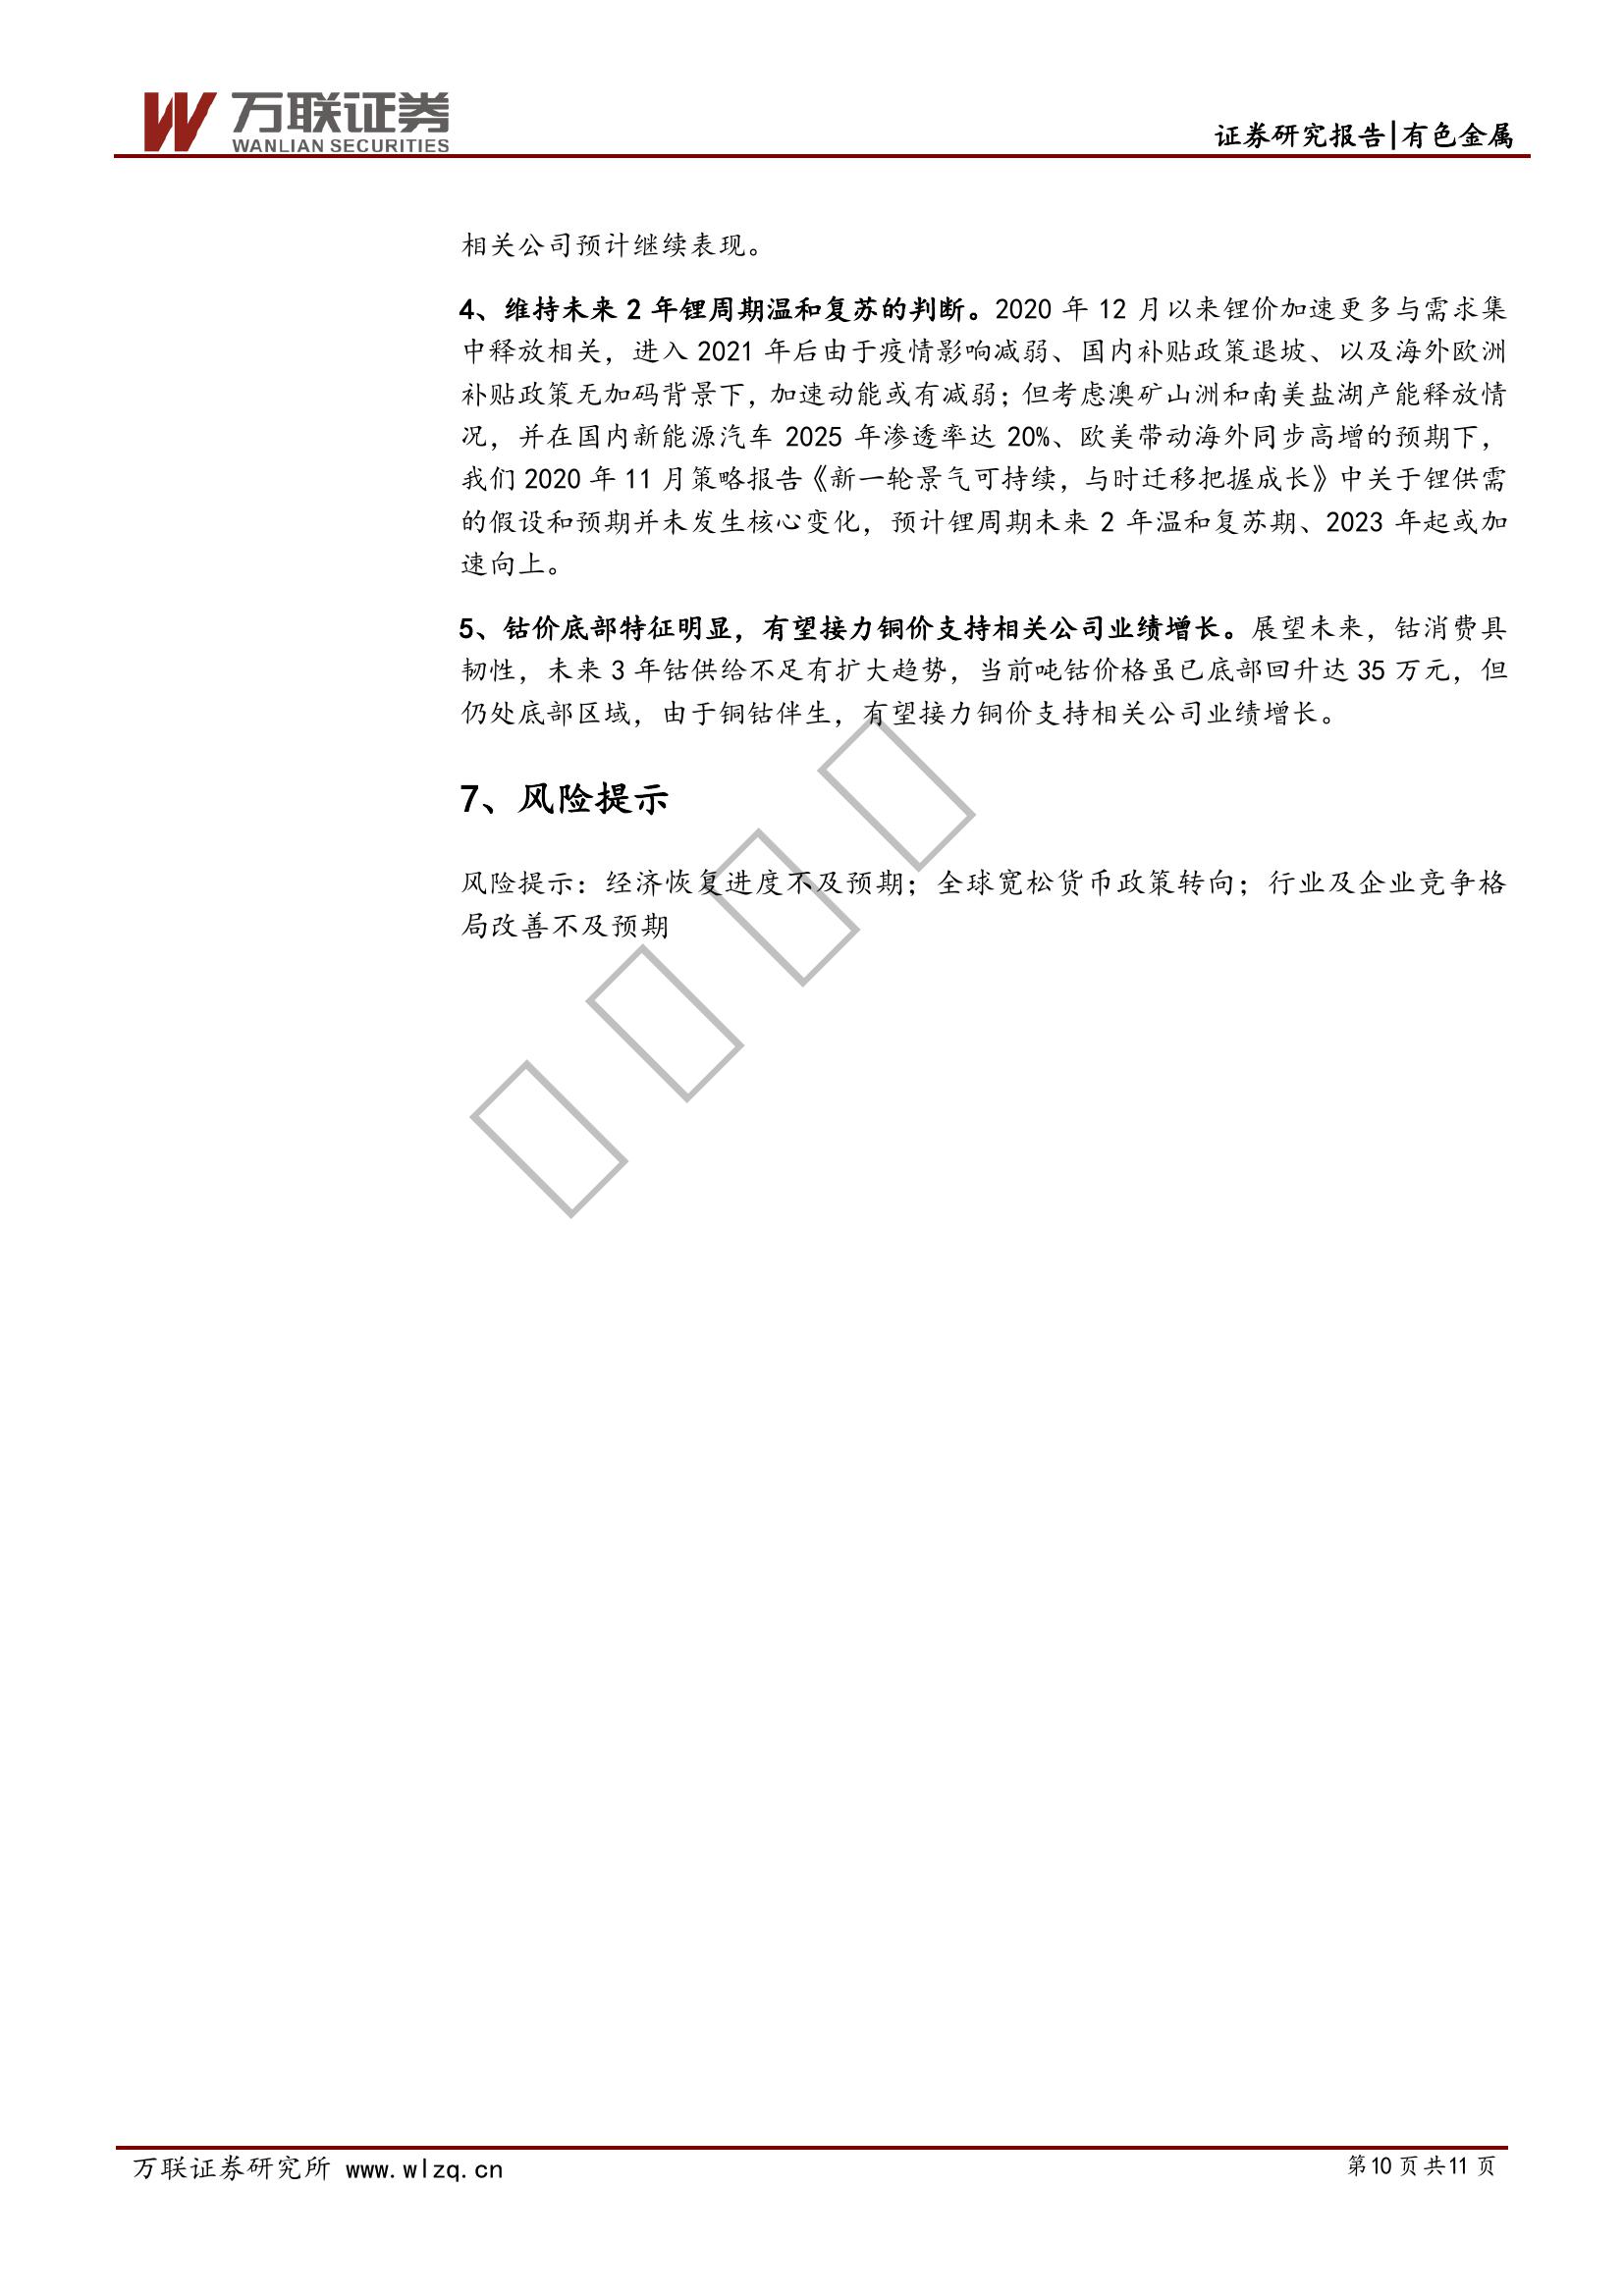 万联证券
WANLIAN SECURITIES
证券研究报告|有色金属
相关公司预计继续表现。
4、维持未来 2 年锂周期温和复苏的判断。2020 年 12 月以来锂价加速更多与需求集
中释放相关，进入 2021 年后由于疫情影响减弱、国内补贴政策退坡、以及海外欧洲
补贴政策无加码背景下，加速动能或有减弱；但考虑澳矿山洲和南美盐湖产能释放情
况，并在国内新能源汽车 2025 年渗透率达 20%、欧美带动海外同步高增的预期下，
我们 2020 年 11 月策略报告《新一轮景气可持续，与时迁移把握成长》中关于锂供需
的假设和预期并未发生核心变化，预计锂周期未来 2 年温和复苏期、2023 年起或加
速向上。
5、钴价底部特征明显，有望接力铜价支持相关公司业绩增长。展望未来，钴消费具
韧性，未来 3 年钴供给不足有扩大趋势，当前吨钴价格虽已底部回升达 35 万元，但
仍处底部区域，由于铜钴伴生，有望接力铜价支持相关公司业绩增长。
7、风险提示
风险提示：经济恢复进度不及预期；全球宽松货币政策转向；行业及企业竞争格
局改善不及预期
万联证券研究所 www.wlzq.cn
第10 页 共11 页